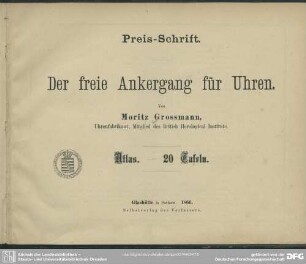 Preis-Schrift.
Der freie Ankergang für Uhren.
Von
Moritz Grossmann,
Uhrenfabrikant, Mitglied des British Horological Institute.
Atlas. 20 Tafeln.
Glashütte in Sachsen 1866.
Selbstverlag des Verfassers.
DFG